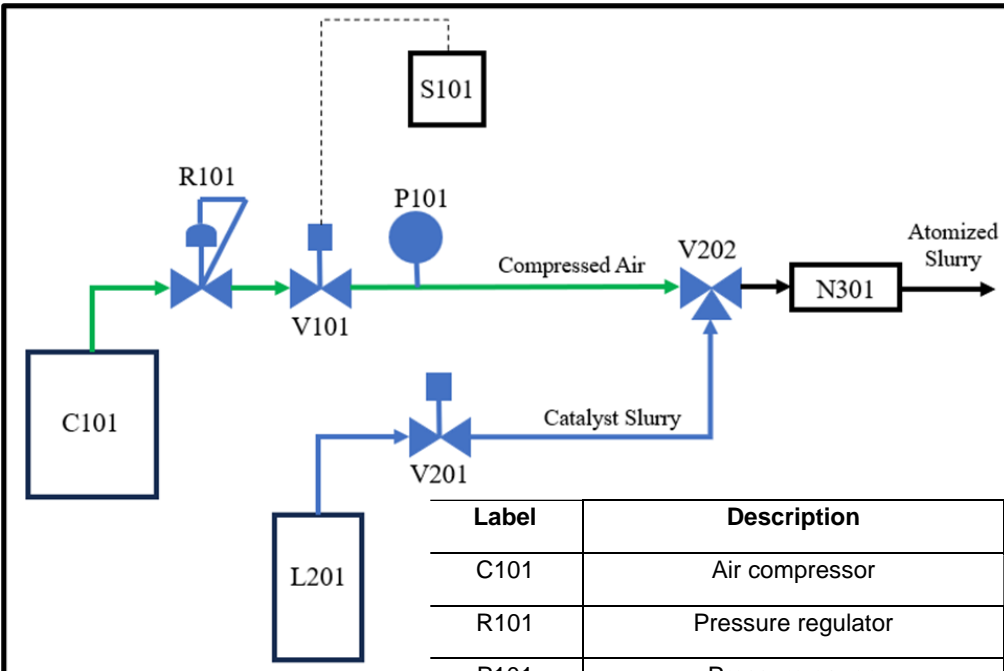 S101
R101
P101
V202
Atomized
Slurry
Compressed Air
N301
V101
C101
Catalyst Slurry
V201
L201
Label Description
C101 Air compressor
R101 Pressure regulator